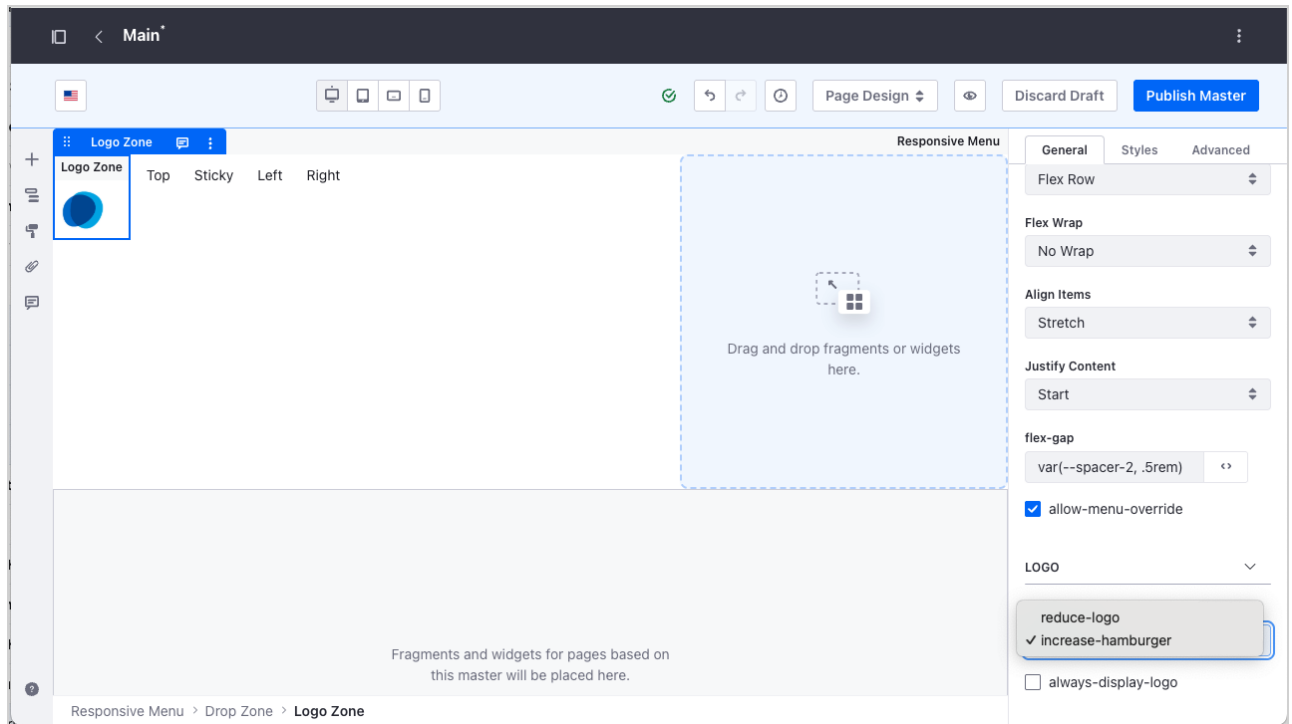 Main*
Page Design
Discard Draft
Publish Master
Logo Zone
Responsive Menu
Logo Zone
Top
Sticky
Left
Right
Drag and drop fragments or widgets
here.
Fragments and widgets for pages based on
this master will be placed here.
Responsive Menu > Drop Zone > Logo Zone
General
Styles
Advanced
Flex Row
Flex Wrap
No Wrap
Align Items
Stretch
Justify Content
Start
flex-gap
var(--spacer-2, .5rem)
allow-menu-override
LOGO
reduce-logo
✓ increase-hamburger
always-display-logo